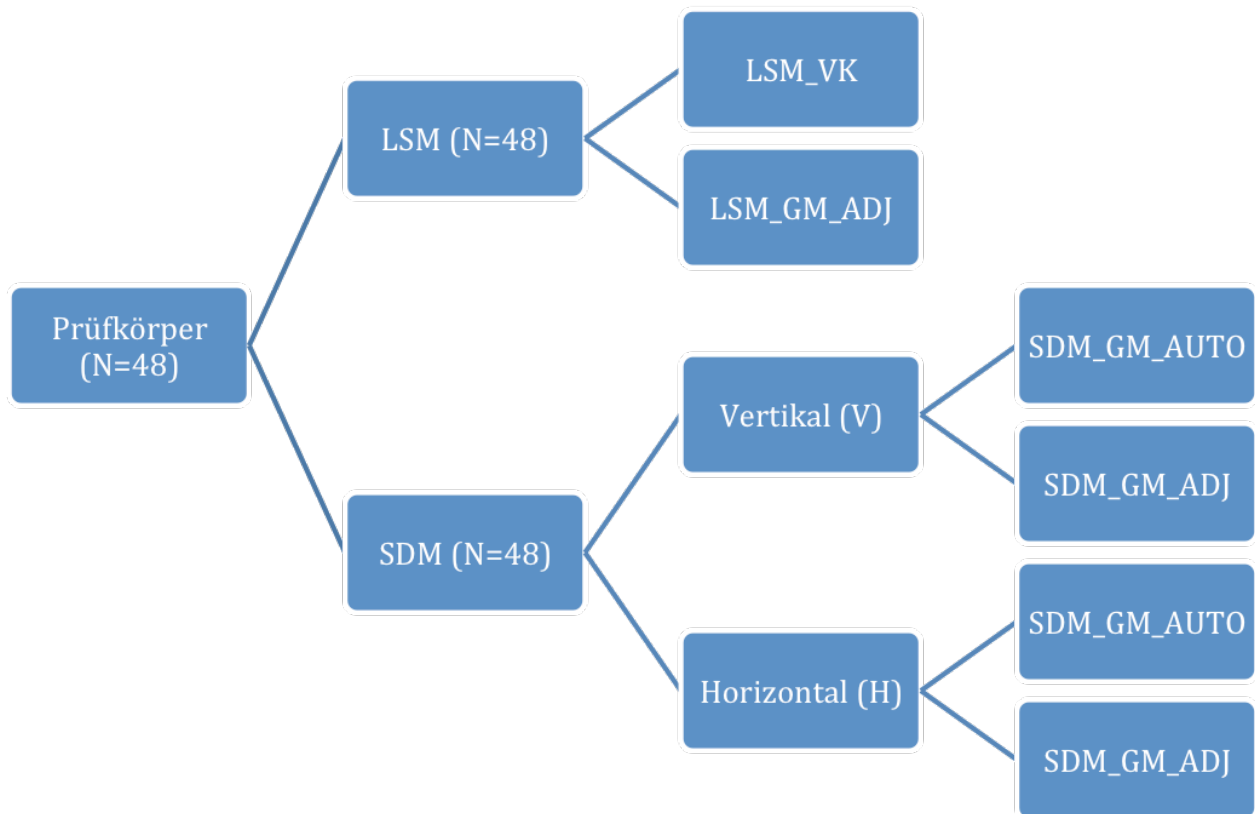 Prüfkörper
(N=48)
LSM (N=48)
LSM_VK
LSM_GM_ADJ
SDM (N=48)
Vertikal (V)
SDM_GM_AUTO
SDM_GM_ADJ
Horizontal (H)
SDM_GM_AUTO
SDM_GM_ADJ